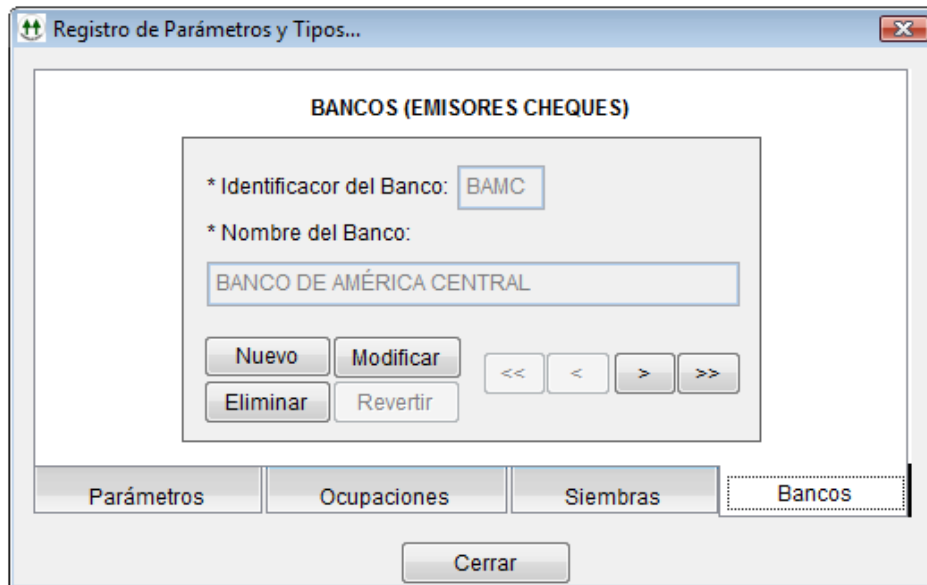 Registro de Parámetros y Tipos...
BANCOS (EMISORES CHEQUES)
* Identificacor del Banco: BAMC
* Nombre del Banco:
BANCO DE AMÉRICA CENTRAL
Nuevo Modificar << < > >>
Eliminar Revertir
Parámetros Ocupaciones Siembras Bancos
Cerrar